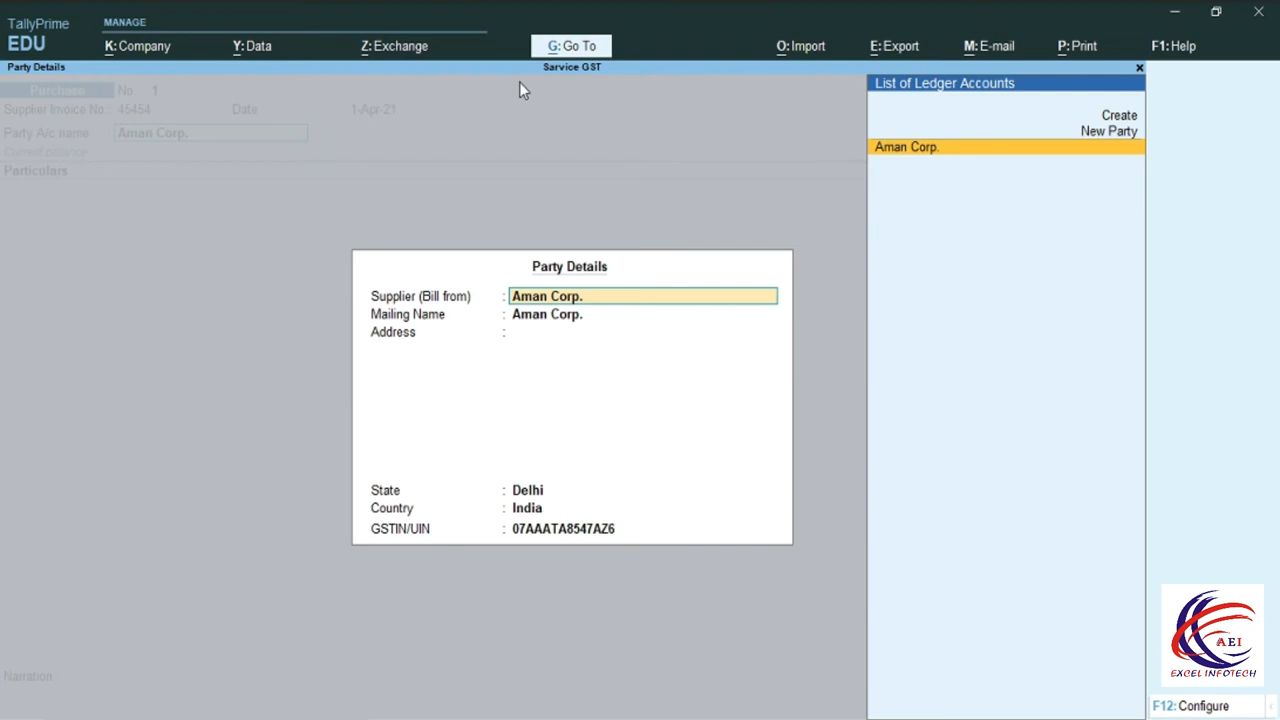 TallyPrime
EDU
MANAGE
K: Company
Y: Data
Z: Exchange
G: Go To
O: Import
E: Export
M: E-mail
P: Print
F1: Help
Party Details
Sarvice GST
Purchase No. 1
Supplier Invoice No.: 45454 Date 1-Apr-21
Party A/c name : Aman Corp.
Current balance :
Particulars
Party Details
Supplier (Bill from) : Aman Corp.
Mailing Name : Aman Corp.
Address :
State : Delhi
Country : India
GSTIN/UIN : 07AAATA8547AZ6
Narration:
List of Ledger Accounts
Create
New Party
Aman Corp.
AEI
EXCEL INFOTECH
F12: Configure